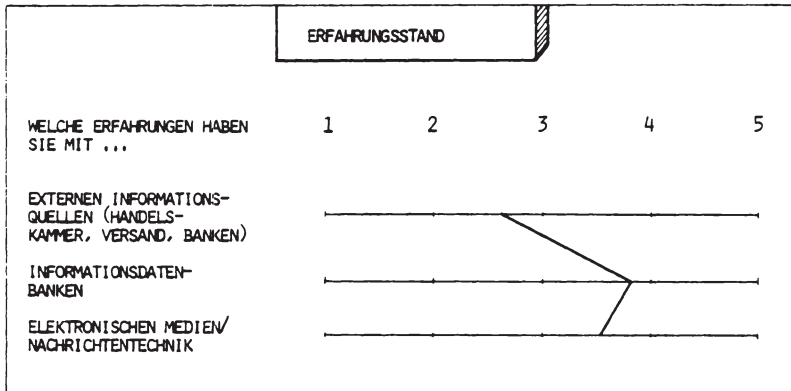 ERFAHRUNGSSTAND
WELCHE ERFAHRUNGEN HABEN 1 2 3 4 5
SIE MIT ...
EXTERNEN INFORMATIONS-
QUELLEN (HANDELS-
KAMMER, VERSAND, BANKEN)
INFORMATIONSDATEN-
BANKEN
ELEKTRONISCHEN MEDIEN/
NACHRICHTENTECHNIK